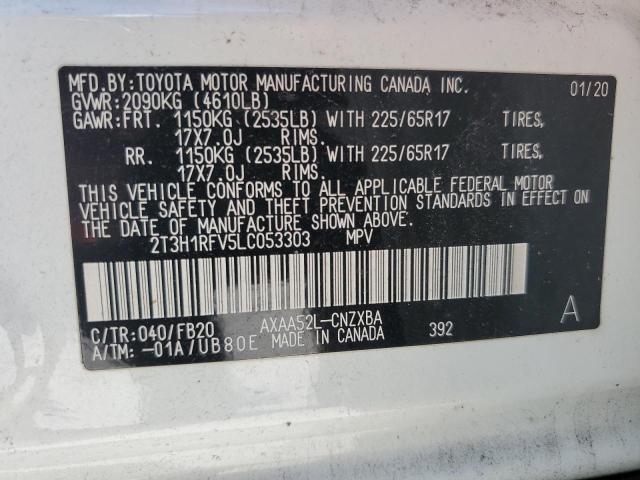 MFD.BY:TOYOTA MOTOR MANUFACTURING CANADA INC. 01/20
GVWR:2090KG (4610LB)
GAWR:FRT. 1150KG (2535LB) WITH 225/65R17 TIRES,
17X7.0J RIMS.
RR. 1150KG (2535LB) WITH 225/65R17 TIRES,
17X7.0J RIMS.
THIS VEHICLE CONFORMS TO ALL APPLICABLE FEDERAL MOTOR
VEHICLE SAFETY AND THEFT PREVENTION STANDARDS IN EFFECT ON
THE DATE OF MANUFACTURE SHOWN ABOVE.
2T3H1RFV5LC053303 MPV
C/TR:040/FB20 AXAA52L-CNZXBA 392 A
A/TM:-01A/UB80E MADE IN CANADA